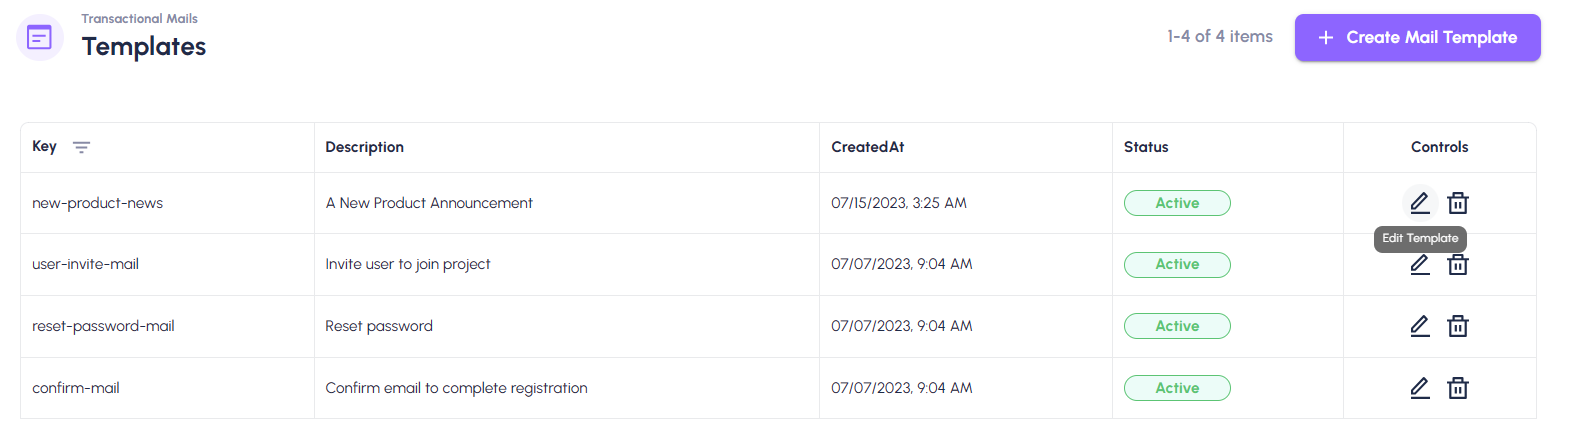 Transactional Mails
Templates
1-4 of 4 items
Create Mail Template
Key Description CreatedAt Status Controls
new-product-news A New Product Announcement 07/15/2023, 3:25 AM Active
Edit Template
user-invite-mail Invite user to join project 07/07/2023, 9:04 AM Active
reset-password-mail Reset password 07/07/2023, 9:04 AM Active
confirm-mail Confirm email to complete registration 07/07/2023, 9:04 AM Active